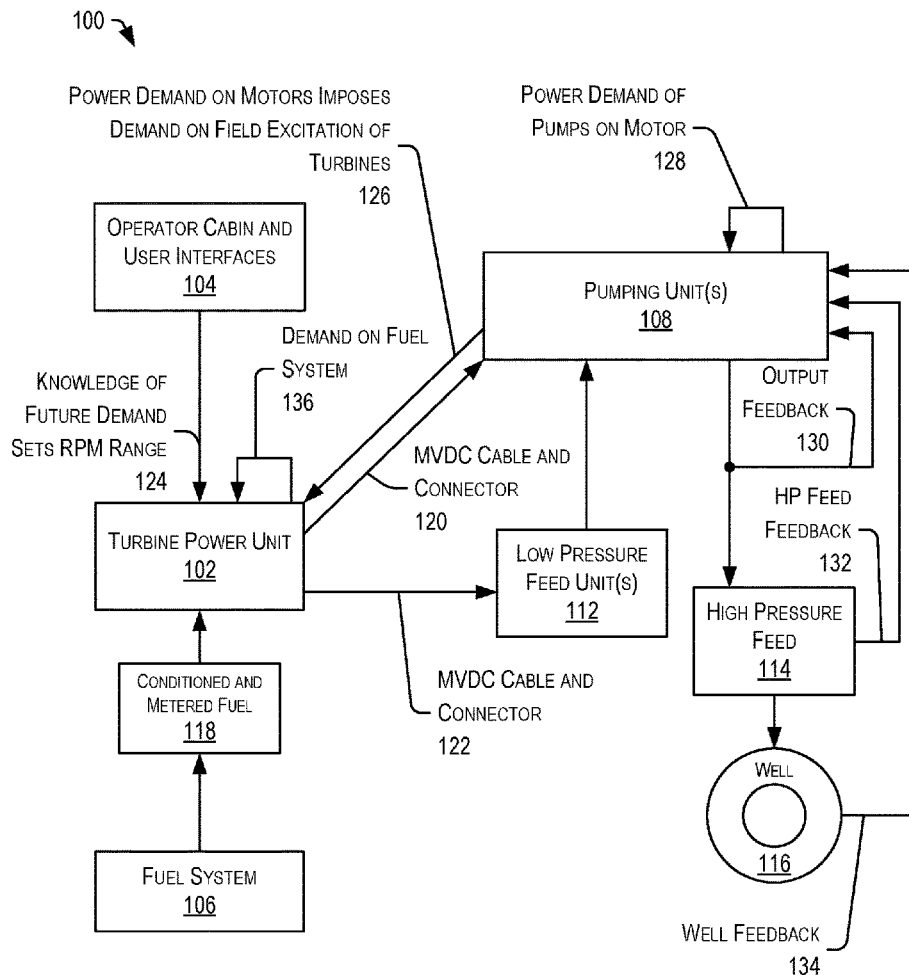 100
Power Demand on Motors Imposes
Demand on Field Excitation of
Turbines
126
Power Demand of
Pumps on Motor
128
Operator Cabin and
User Interfaces
104
Pumping Unit(s)
108
Demand on Fuel
System
136
Knowledge of
Future Demand
Sets RPM Range
124
Output
Feedback
130
MVDC Cable and
Connector
120
HP Feed
Feedback
132
Turbine Power Unit
102
Low Pressure
Feed Unit(s)
112
High Pressure
Feed
114
Conditioned and
Metered Fuel
118
MVDC Cable and
Connector
122
Well
116
Fuel System
106
Well Feedback
134